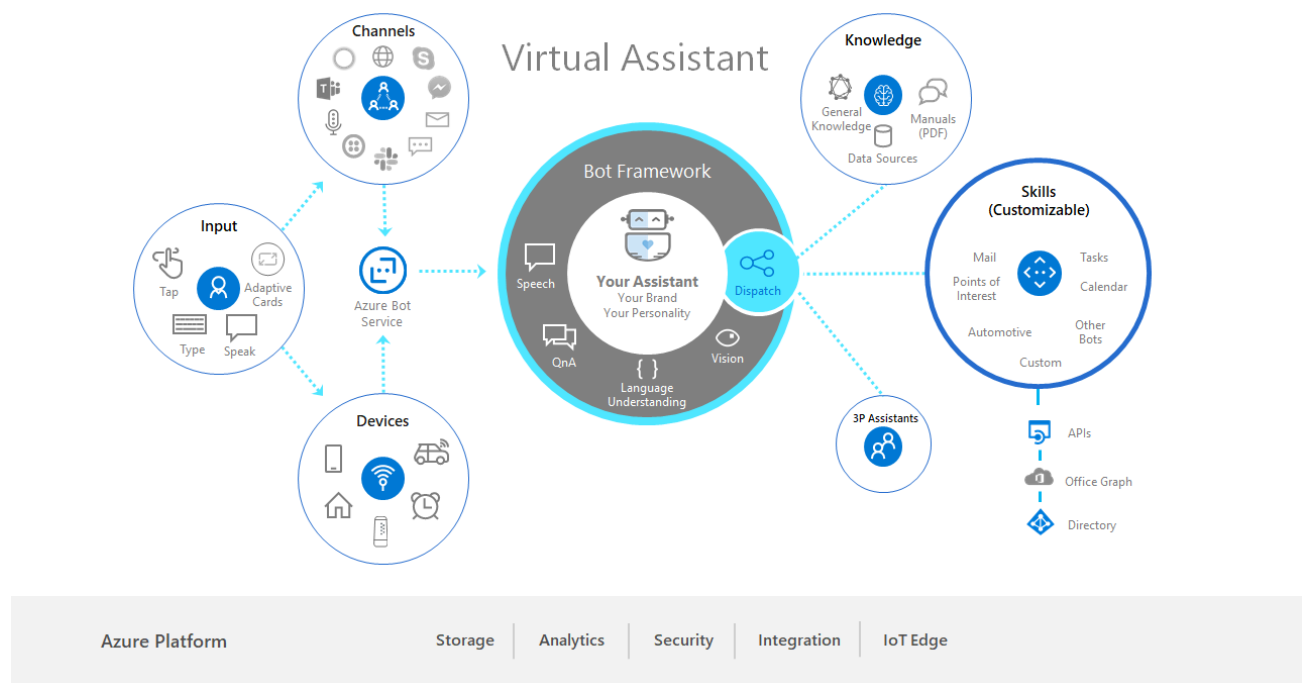 Virtual Assistant
Channels
Input
Tap
Adaptive
Cards
Type
Speak
Azure Bot
Service
Devices
Bot Framework
Speech
Your Assistant
Your Brand
Your Personality
Dispatch
QnA
{ }
Language
Understanding
Vision
Knowledge
General
Knowledge
Manuals
(PDF)
Data Sources
Skills
(Customizable)
Mail
Tasks
Points of
Interest
Calendar
Automotive
Other
Bots
Custom
3P Assistants
APIs
Office Graph
Directory
Azure Platform
Storage
Analytics
Security
Integration
IoT Edge